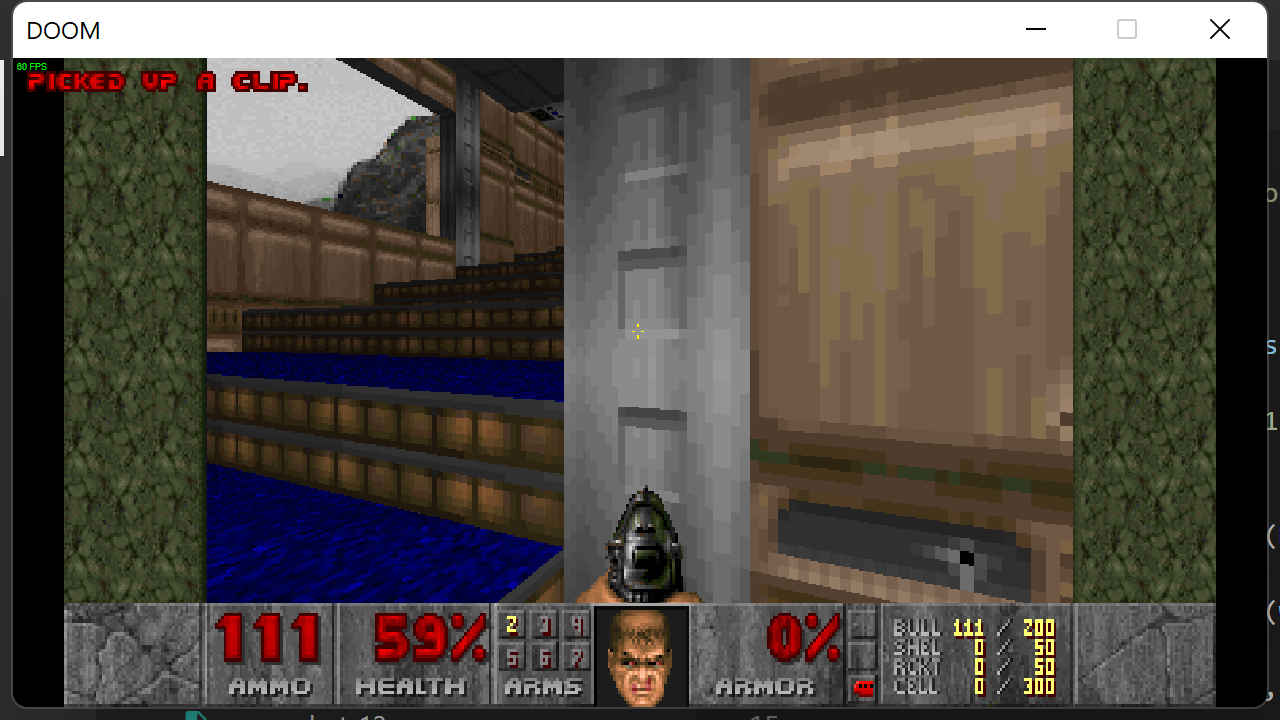 DOOM
60 FPS
PICKED UP A CLIP.
111 59% 2 3 4 0% BULL 111 / 200
5 6 7 SHEL 0 / 50
RCKT 0 / 50
AMMO HEALTH ARMS ARMOR CELL 0 / 300